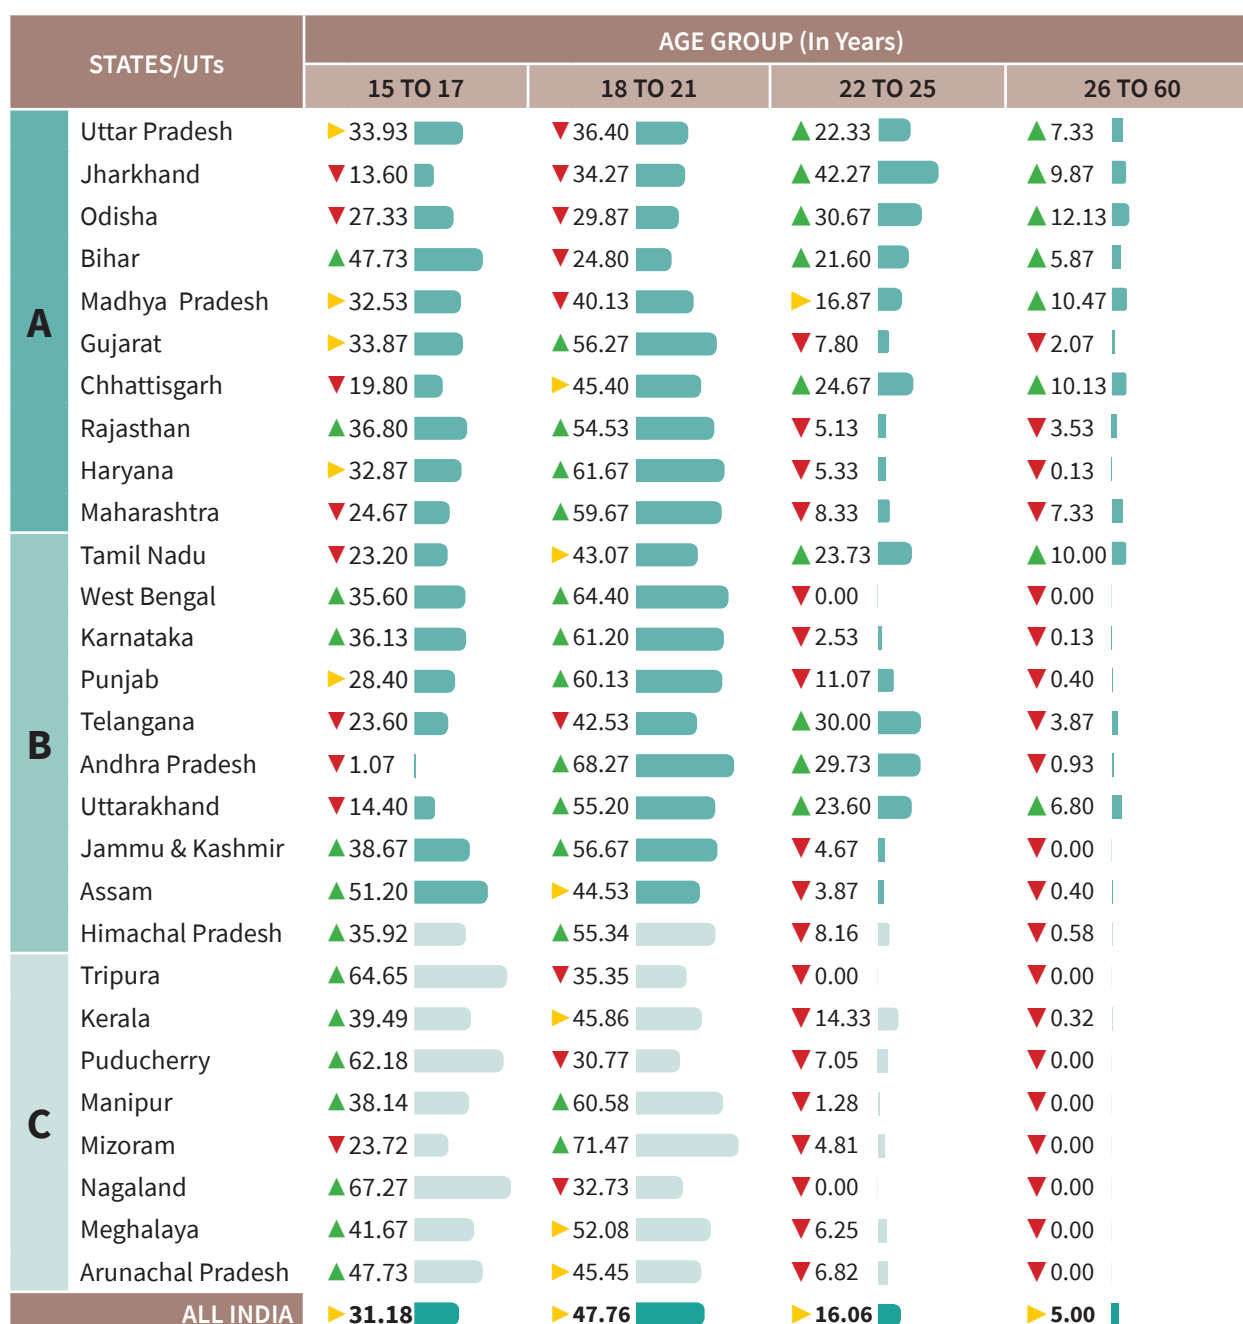 STATES/UTs
AGE GROUP (In Years)
15 TO 17 18 TO 21 22 TO 25 26 TO 60
A
Uttar Pradesh 33.93 36.40 22.33 7.33
Jharkhand 13.60 34.27 42.27 9.87
Odisha 27.33 29.87 30.67 12.13
Bihar 47.73 24.80 21.60 5.87
Madhya Pradesh 32.53 40.13 16.87 10.47
Gujarat 33.87 56.27 7.80 2.07
Chhattisgarh 19.80 45.40 24.67 10.13
Rajasthan 36.80 54.53 5.13 3.53
Haryana 32.87 61.67 5.33 0.13
Maharashtra 24.67 59.67 8.33 7.33
B
Tamil Nadu 23.20 43.07 23.73 10.00
West Bengal 35.60 64.40 0.00 0.00
Karnataka 36.13 61.20 2.53 0.13
Punjab 28.40 60.13 11.07 0.40
Telangana 23.60 42.53 30.00 3.87
Andhra Pradesh 1.07 68.27 29.73 0.93
Uttarakhand 14.40 55.20 23.60 6.80
Jammu & Kashmir 38.67 56.67 4.67 0.00
Assam 51.20 44.53 3.87 0.40
Himachal Pradesh 35.92 55.34 8.16 0.58
C
Tripura 64.65 35.35 0.00 0.00
Kerala 39.49 45.86 14.33 0.32
Puducherry 62.18 30.77 7.05 0.00
Manipur 38.14 60.58 1.28 0.00
Mizoram 23.72 71.47 4.81 0.00
Nagaland 67.27 32.73 0.00 0.00
Meghalaya 41.67 52.08 6.25 0.00
Arunachal Pradesh 47.73 45.45 6.82 0.00
ALL INDIA 31.18 47.76 16.06 5.00